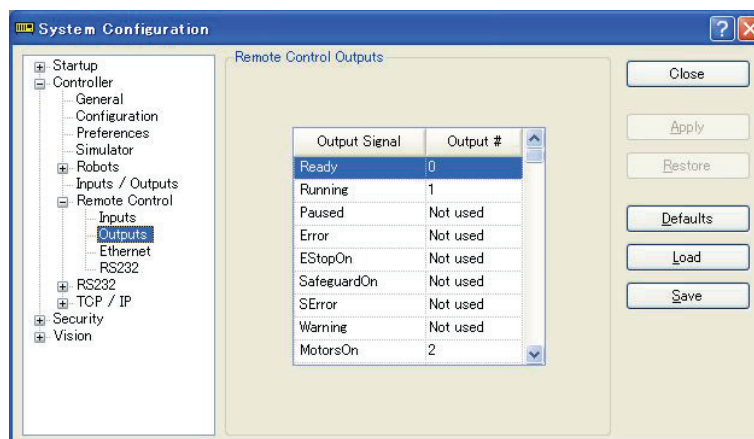 System Configuration
Startup
Controller
General
Configuration
Preferences
Simulator
Robots
Inputs / Outputs
Remote Control
Inputs
Outputs
Ethernet
RS232
RS232
TCP / IP
Security
Vision
Remote Control Outputs
Output Signal Output #
Ready 0
Running 1
Paused Not used
Error Not used
EStopOn Not used
SafeguardOn Not used
SError Not used
Warning Not used
MotorsOn 2
Close
Apply
Restore
Defaults
Load
Save